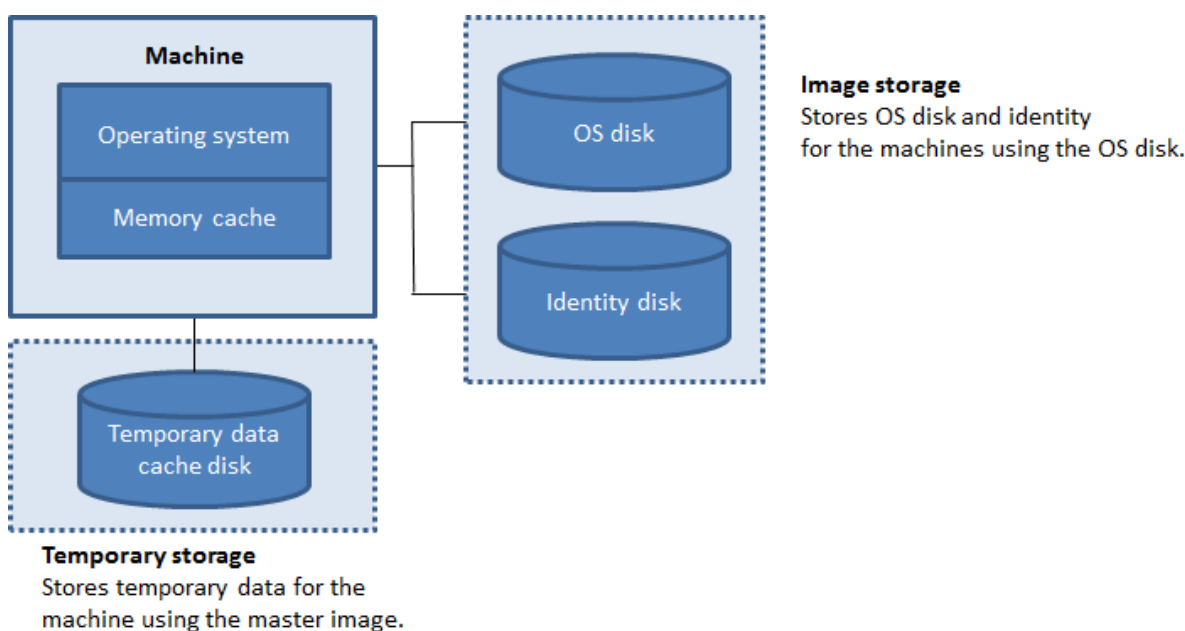 Machine
Operating system
Memory cache
OS disk
Identity disk
Image storage
Stores OS disk and identity
for the machines using the OS disk.
Temporary data
cache disk
Temporary storage
Stores temporary data for the
machine using the master image.